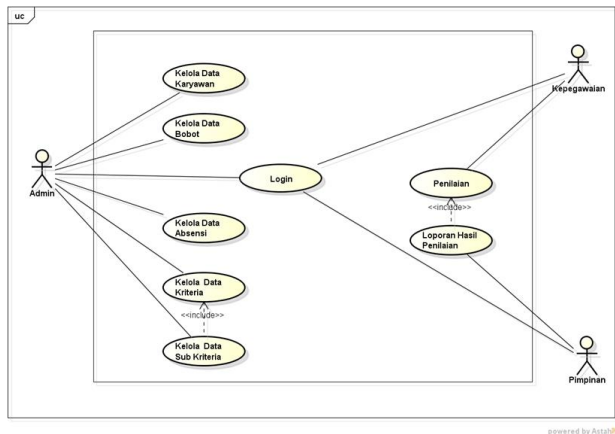 uc
Kelola Data
Karyawan
Kepegawaian
Kelola Data
Bobot
Login
Penilaian
Admin
<<include>>
Kelola Data
Absensi
Loporan Hasil
Penilaian
Kelola Data
Kriteria
<<include>>
Kelola Data
Sub Kriteria
Pimpinan
powered by Astah